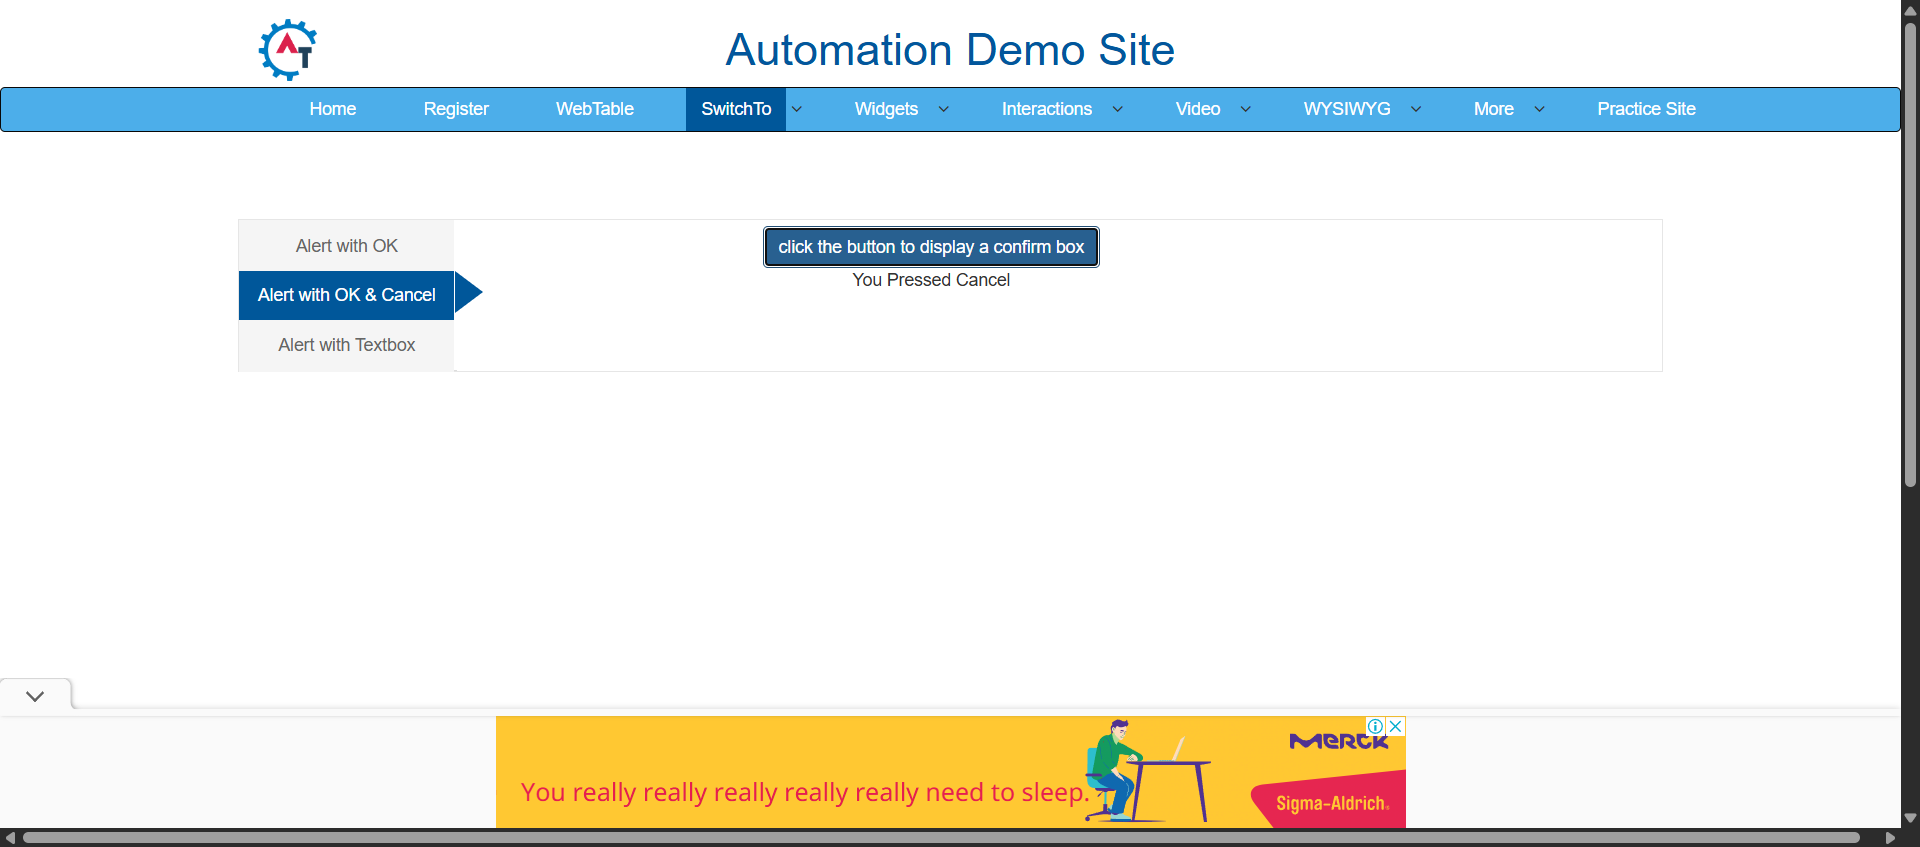 AT
Automation Demo Site
Home Register WebTable SwitchTo Widgets Interactions Video WYSIWYG More Practice Site
Alert with OK
Alert with OK & Cancel
Alert with Textbox
click the button to display a confirm box
You Pressed Cancel
MERCK
You really really really really really need to sleep.
Sigma-Aldrich®